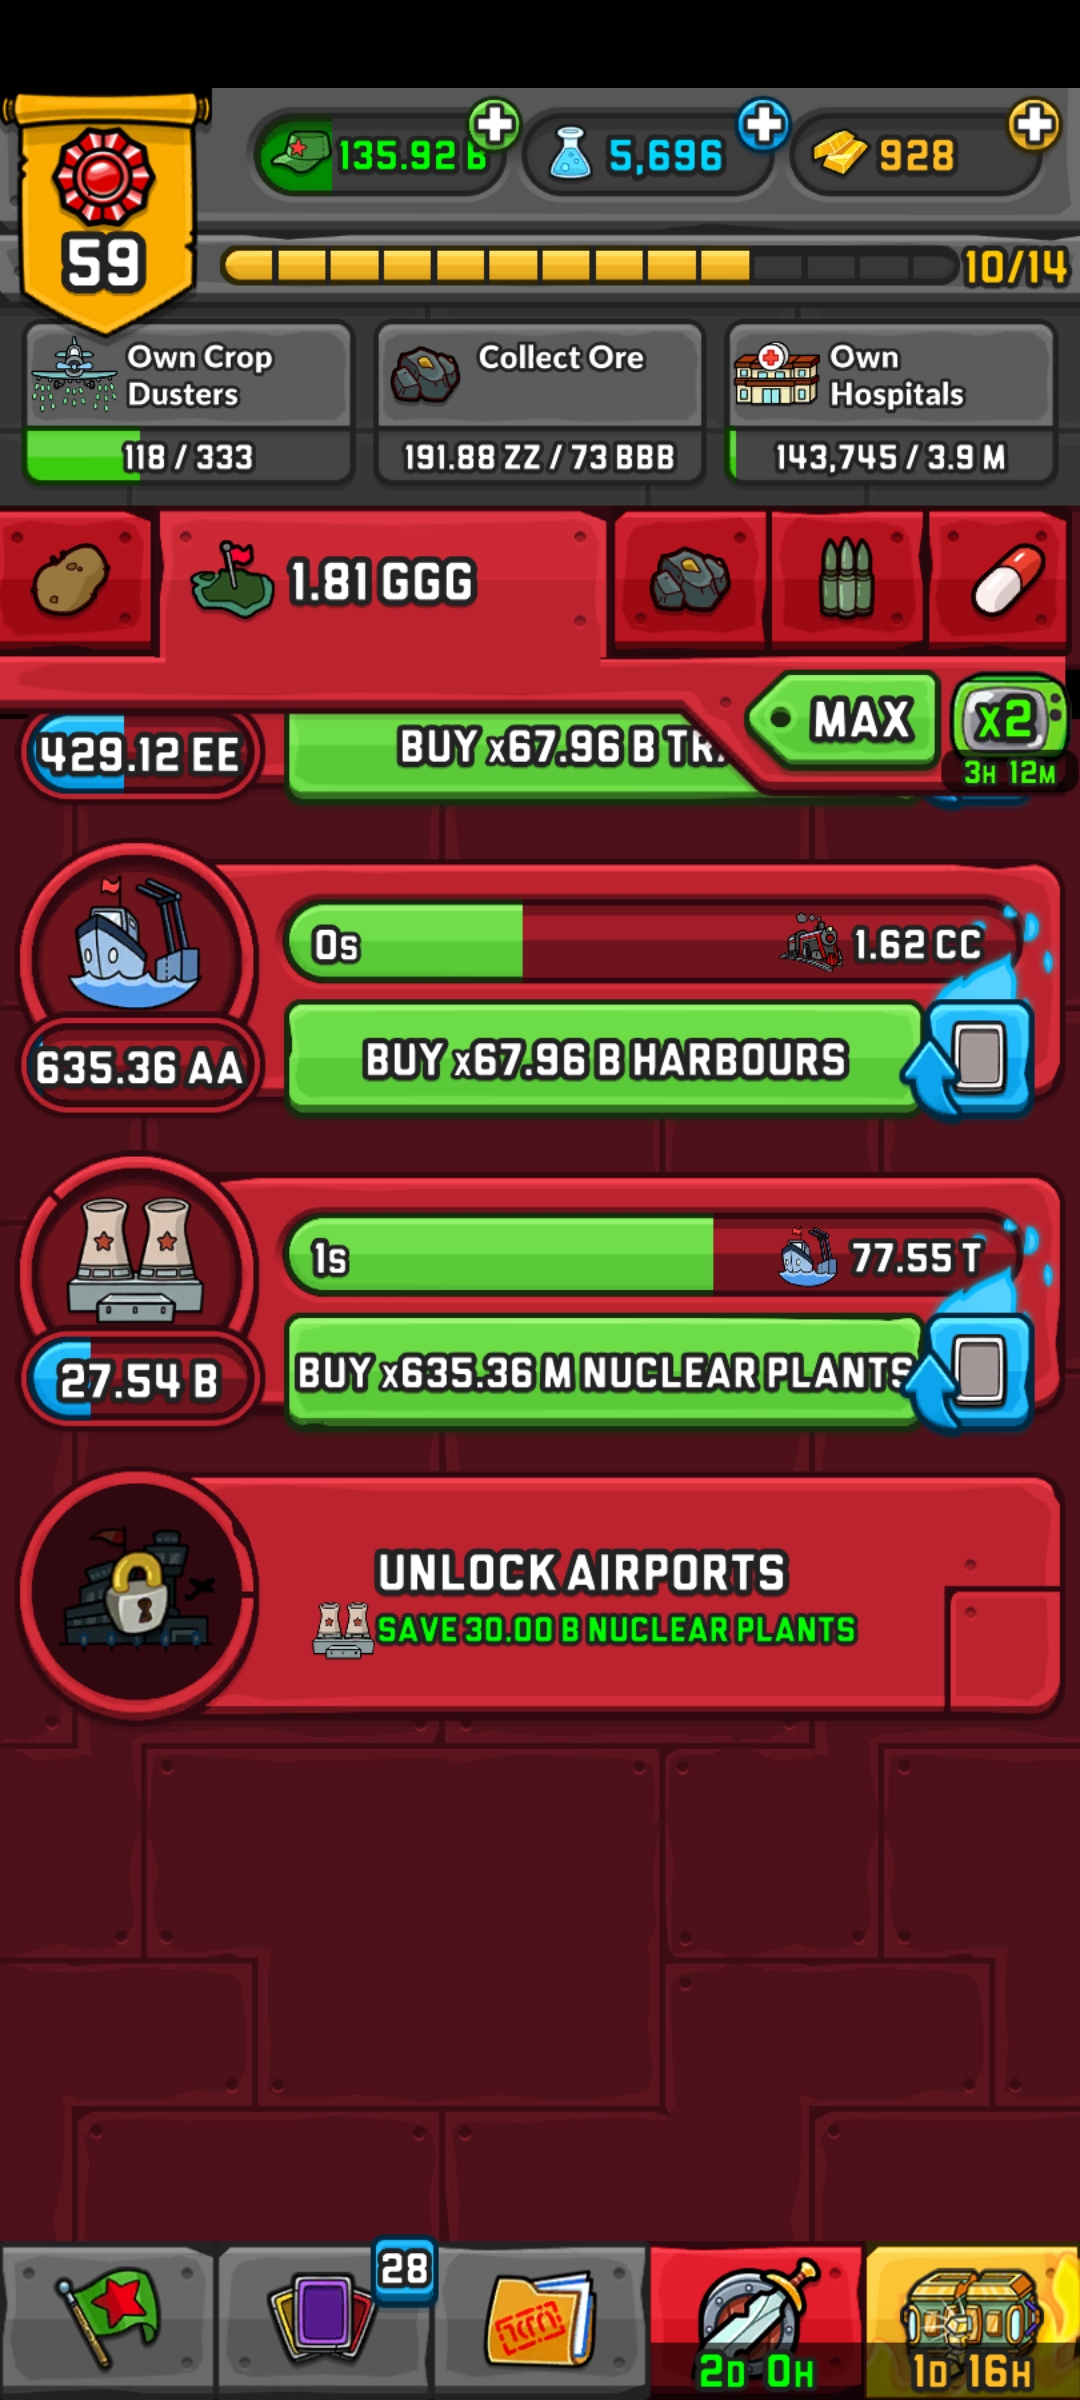 135.92 B
5,696
928
59
10/14
Own Crop
Dusters
118 / 333
Collect Ore
191.88 ZZ / 73 BBB
Own
Hospitals
143,745 / 3.9 M
1.81 GGG
MAX
x2
3H 12M
429.12 EE
BUY x67.96 B
0s
1.62 CC
635.36 AA
BUY x67.96 B HARBOURS
1s
77.55 T
27.54 B
BUY x635.36 M NUCLEAR PLANTS
UNLOCK AIRPORTS
SAVE 30.00 B NUCLEAR PLANTS
28
2D 0H
1D 16H